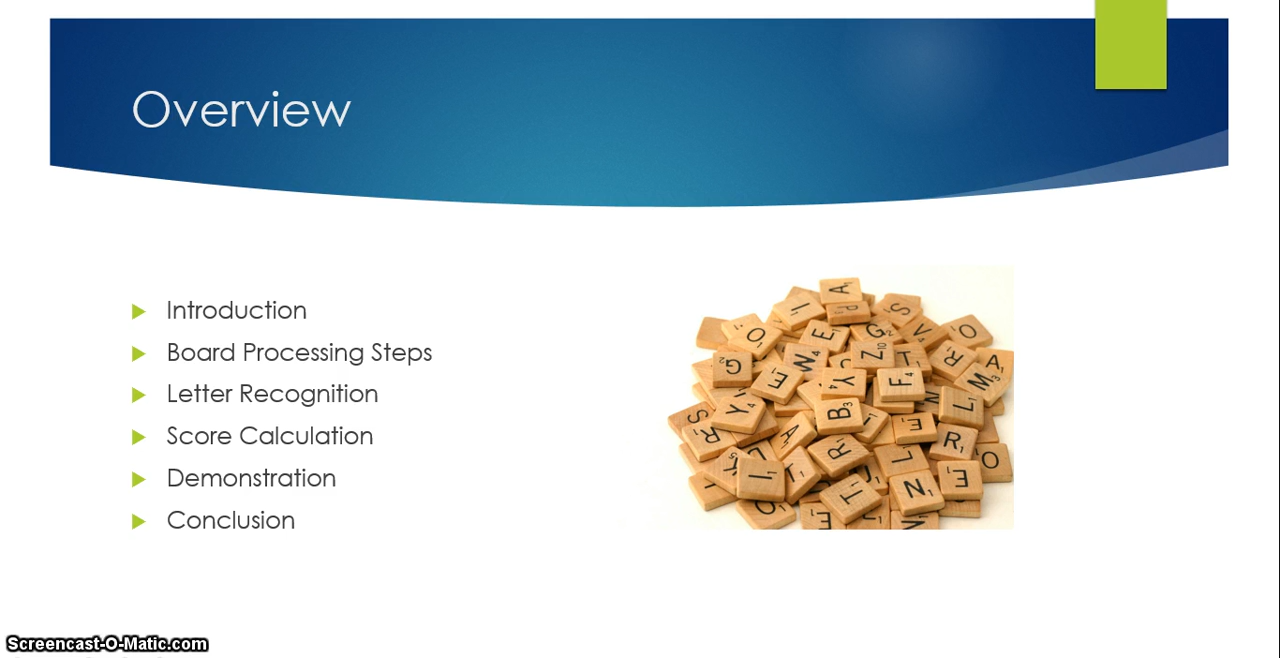 Overview
Introduction
Board Processing Steps
Letter Recognition
Score Calculation
Demonstration
Conclusion
Screencast-O-Matic.com